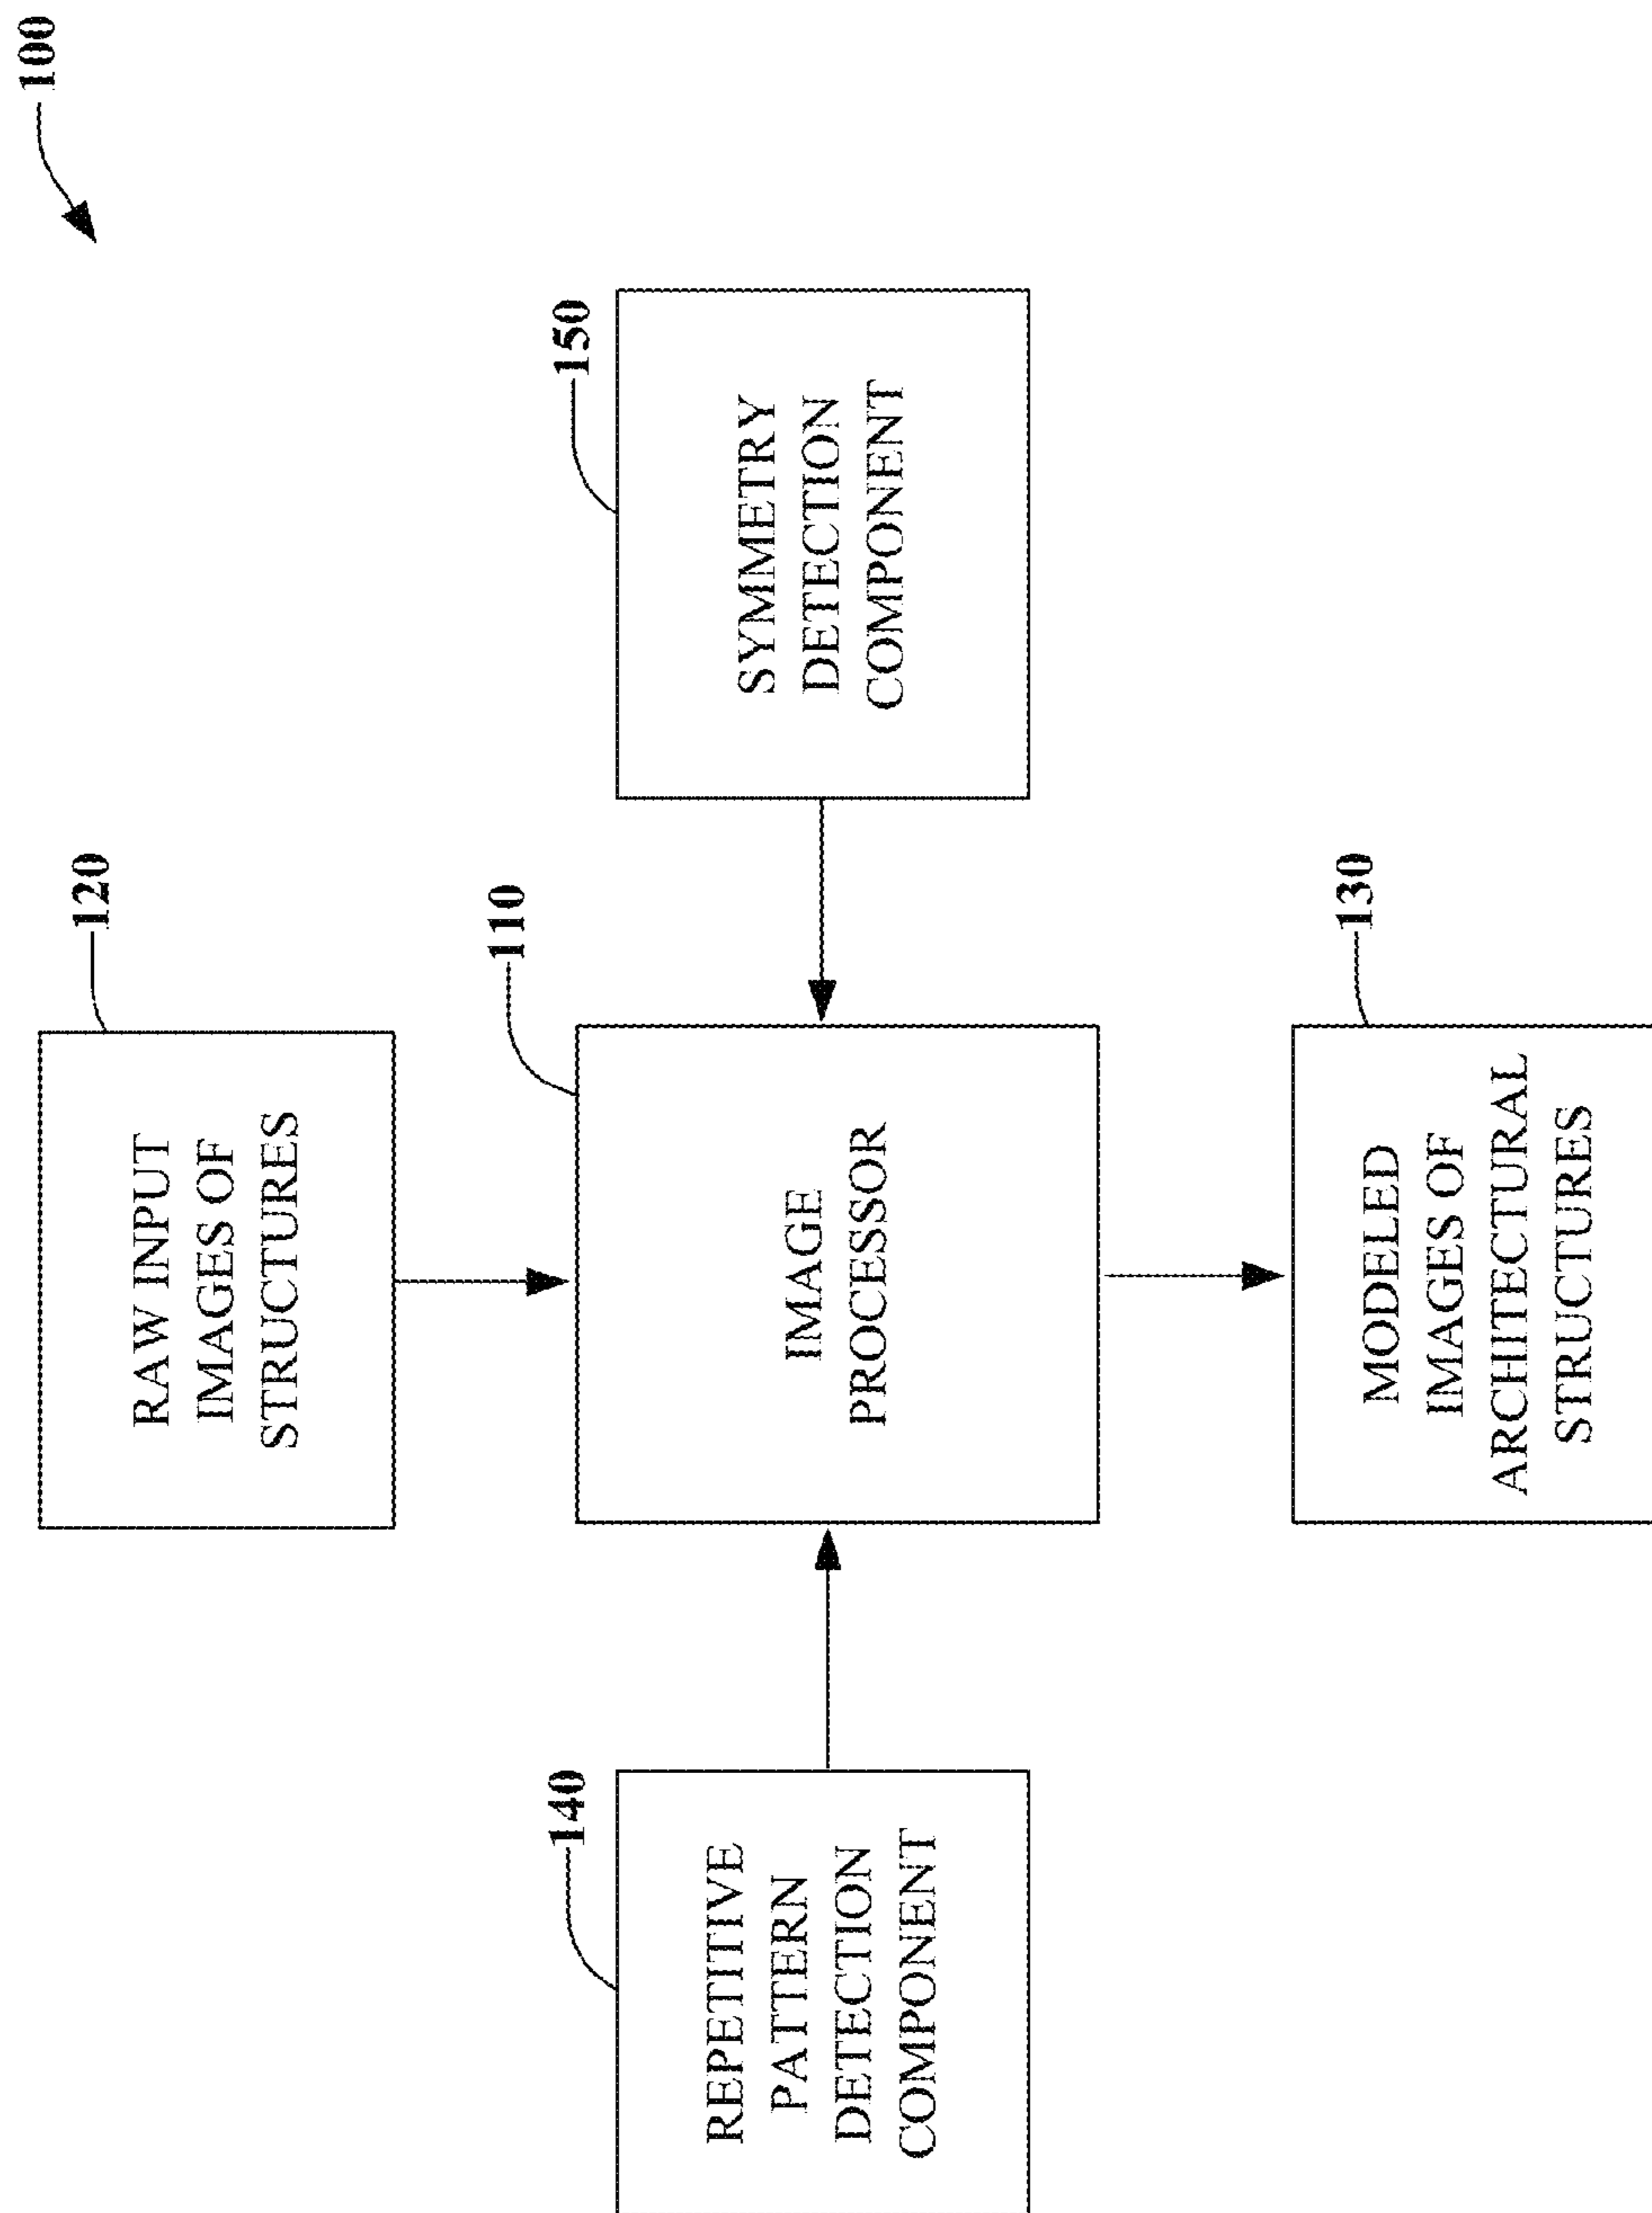 100
120
RAW INPUT
IMAGES OF
STRUCTURES
110
IMAGE
PROCESSOR
140
REPETITIVE
PATTERN
DETECTION
COMPONENT
150
SYMMETRY
DETECTION
COMPONENT
130
MODELED
IMAGES OF
ARCHITECTURAL
STRUCTURES